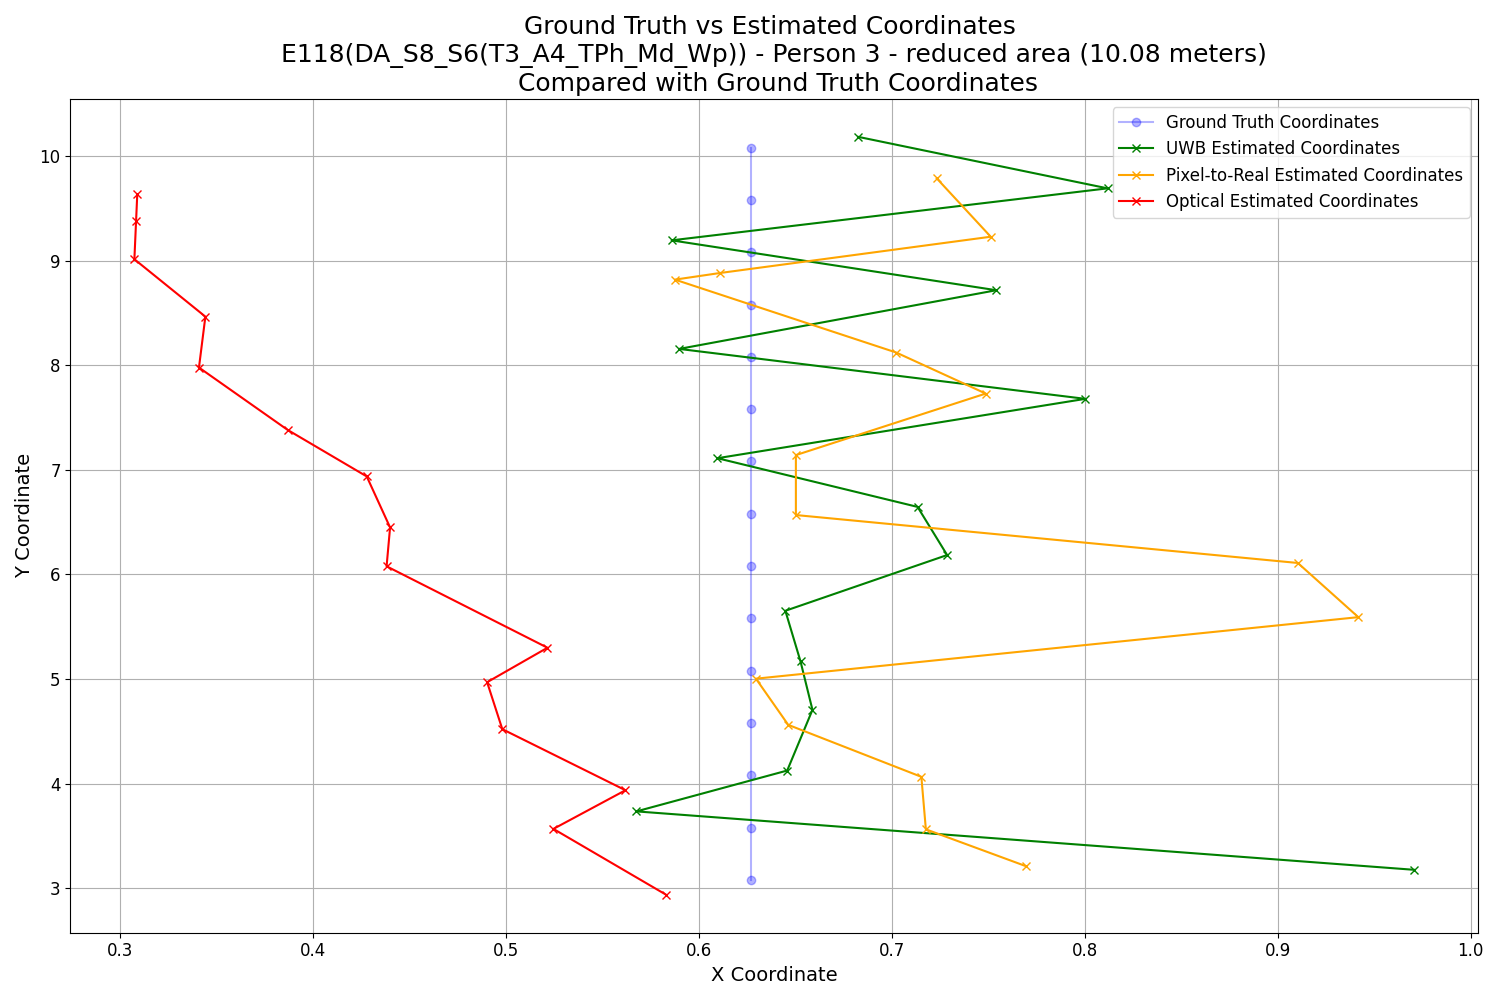 Ground Truth vs Estimated Coordinates
E118(DA_S8_S6(T3_A4_TPh_Md_Wp)) - Person 3 - reduced area (10.08 meters)
Compared with Ground Truth Coordinates
Ground Truth Coordinates
UWB Estimated Coordinates
Pixel-to-Real Estimated Coordinates
Optical Estimated Coordinates
Y Coordinate
10
9
8
7
6
5
4
3
0.3 0.4 0.5 0.6 0.7 0.8 0.9 1.0
X Coordinate